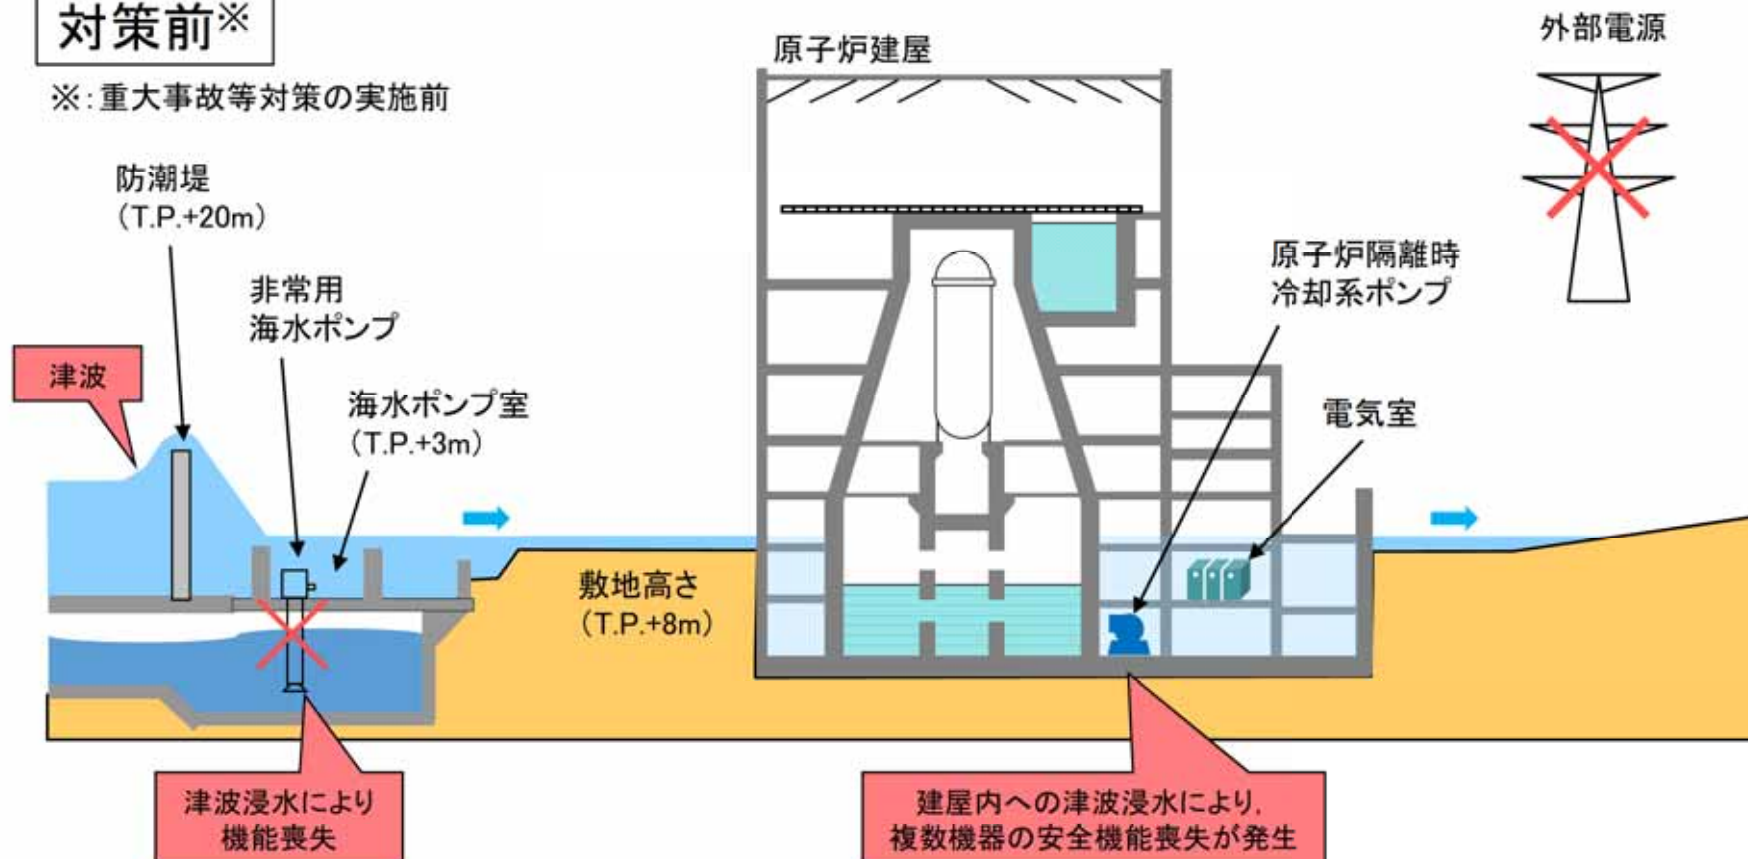 対策前※
※:重大事故等対策の実施前
原子炉建屋
外部電源
防潮堤
(T.P.+20m)
非常用
海水ポンプ
原子炉隔離時
冷却系ポンプ
津波
海水ポンプ室
(T.P.+3m)
電気室
敷地高さ
(T.P.+8m)
津波浸水により
機能喪失
建屋内への津波浸水により,
複数機器の安全機能喪失が発生